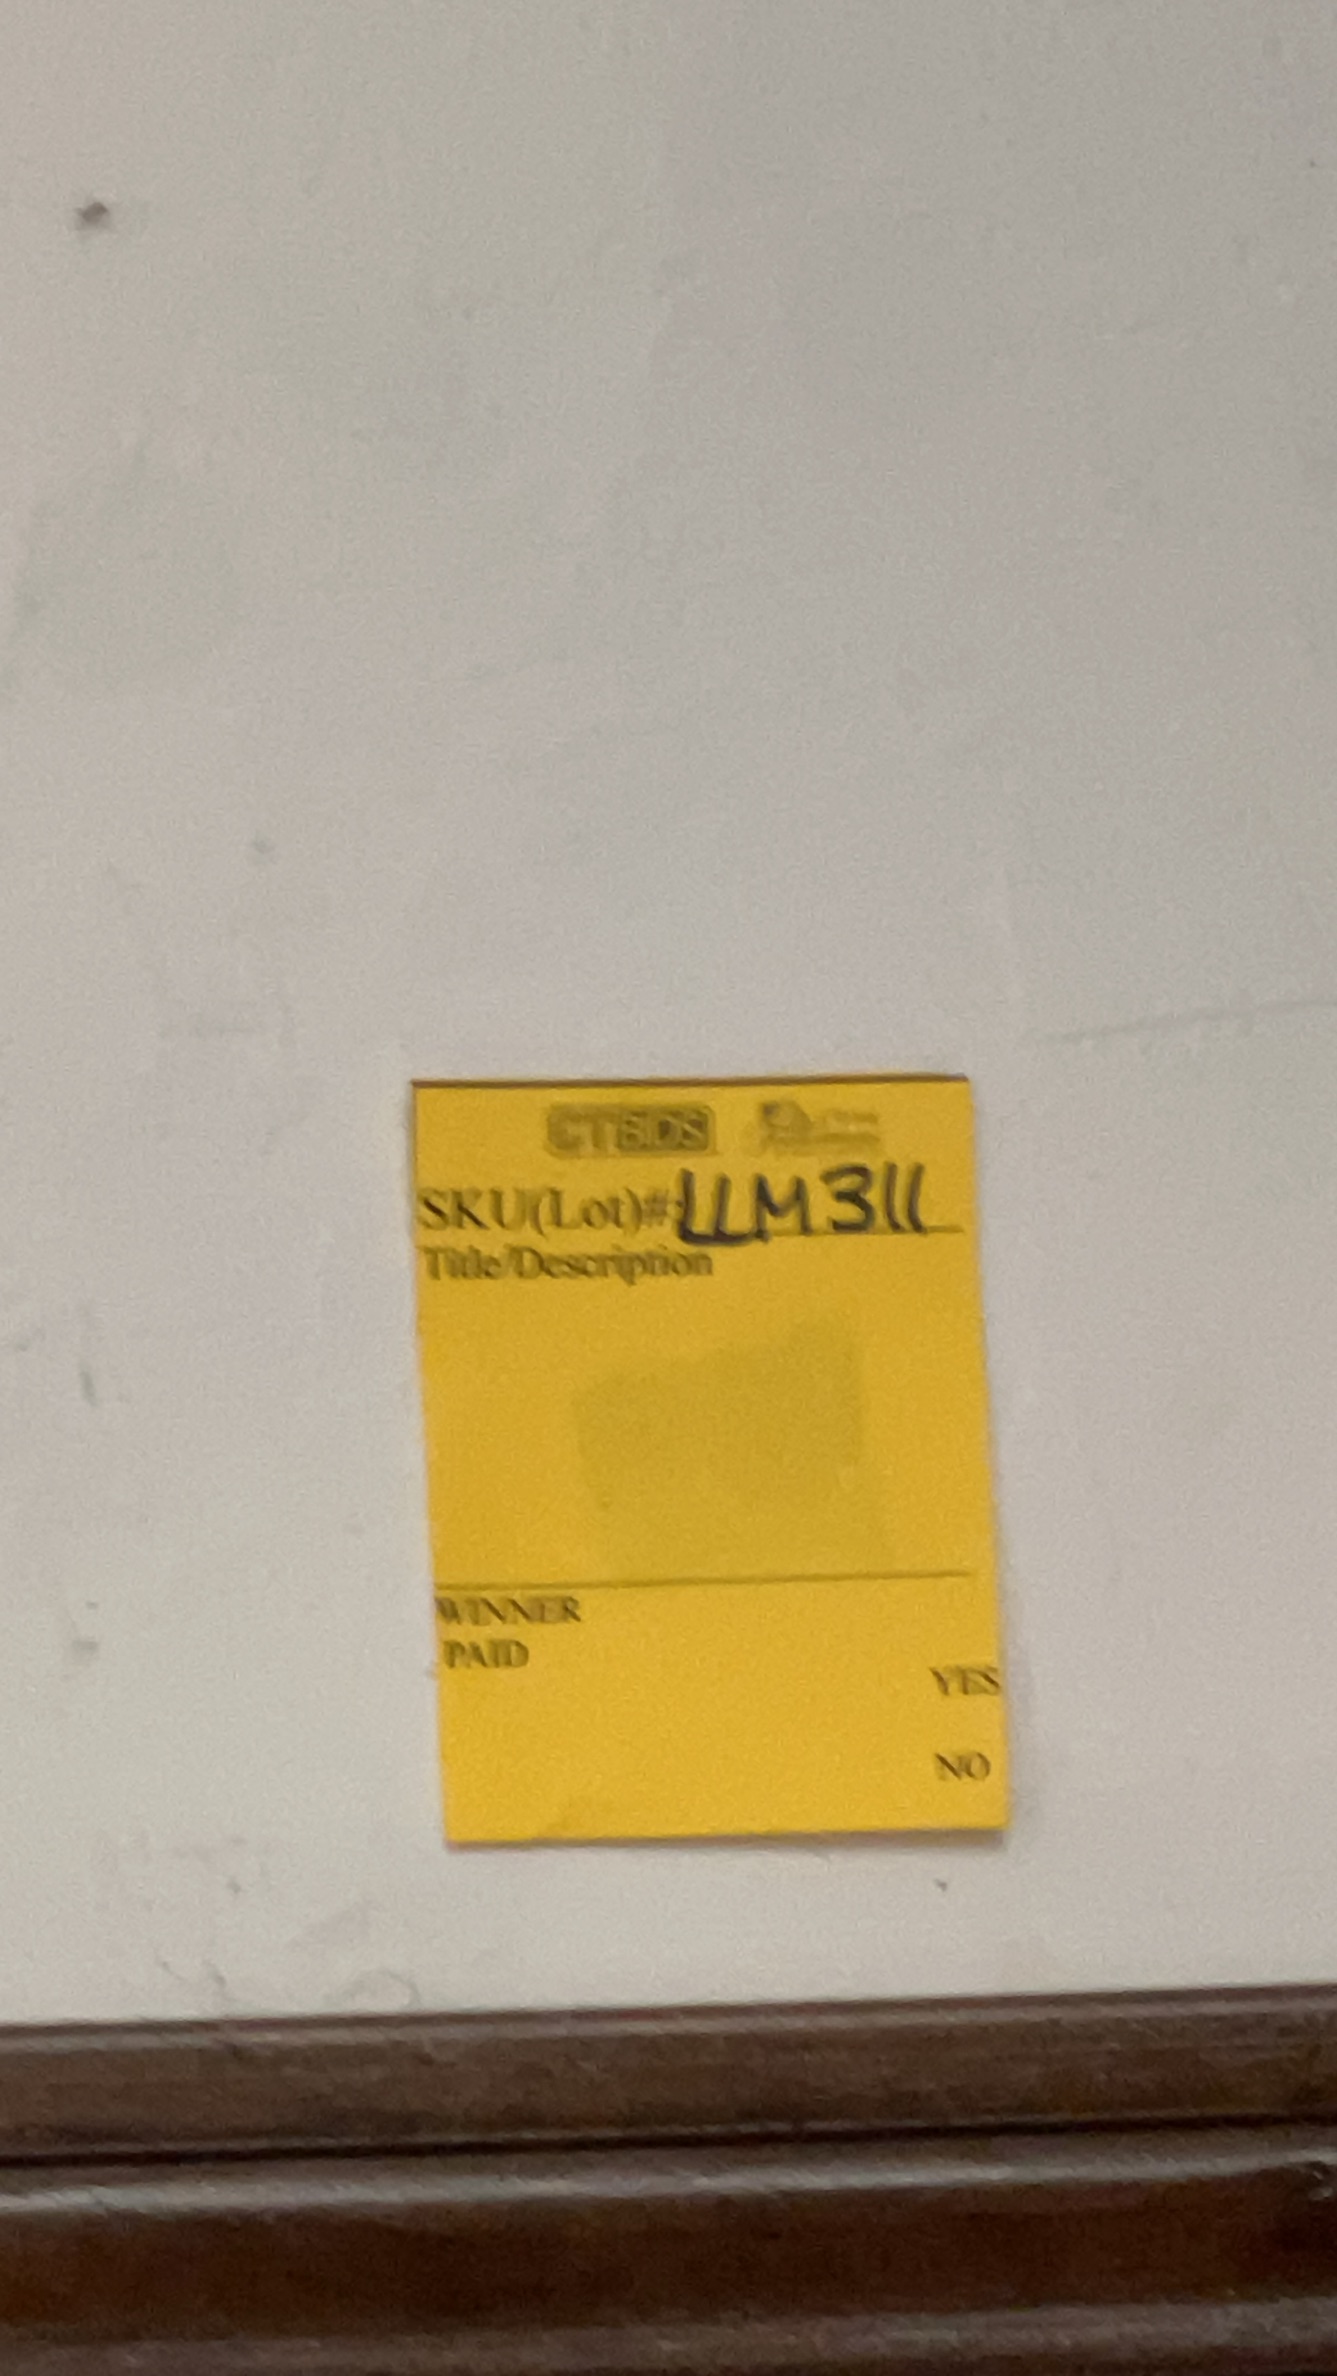 CTBIDS
SKU(Lot)#: LLM311
Title/Description
WINNER
PAID
YES
NO